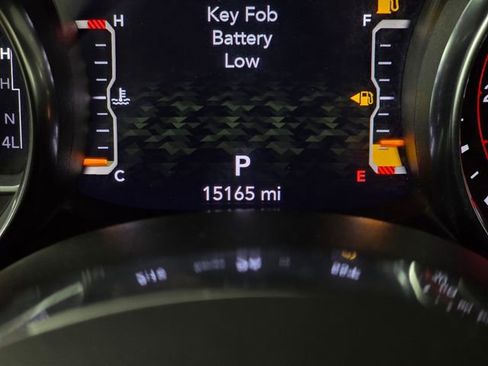 Key Fob
Battery
Low
H
F
H
H
N
4L
P
C
E
15165 mi